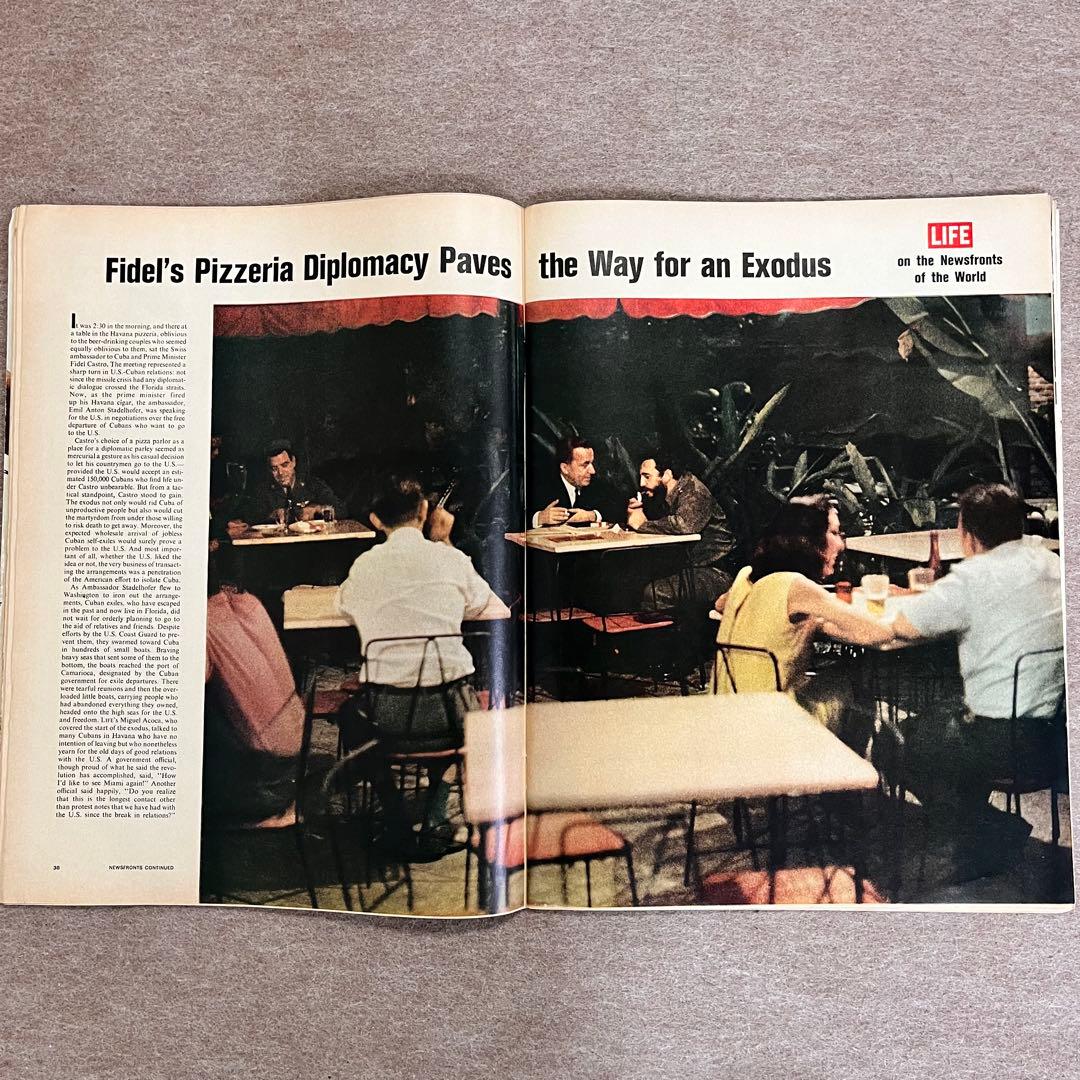 Fidel's Pizzeria Diplomacy Paves the Way for an Exodus
LIFE
on the Newsfronts
of the World
It was 2:30 in the morning, and there at
a table in the Havana pizzeria, oblivious
to the beer-drinking couples who seemed
equally oblivious to them, sat the Swiss
ambassador to Cuba and Prime Minister
Fidel Castro. The meeting represented a
sharp turn in U.S.-Cuban relations: not
since the missile crisis had any diplomat-
ic dialogue crossed the Florida straits.
Now, as the prime minister fired
up his Havana cigar, the ambassador,
Emil Anton Stadelhofer, was speaking
for the U.S. in negotiations over the free
departure of Cubans who want to go
to the U.S.
Castro's choice of a pizza parlor as a
place for a diplomatic parley seemed as
mercurial a gesture as his casual decision
to let his countrymen go to the U.S.—
provided the U.S. would accept an esti-
mated 150,000 Cubans who find life un-
der Castro unbearable. But from a tac-
tical standpoint, Castro stood to gain.
The exodus not only would rid Cuba of
unproductive people but also would cut
the martyrdom from under those willing
to risk death to get away. Moreover, the
expected wholesale arrival of jobless
Cuban self-exiles would surely prove a
problem to the U.S. And most impor-
tant of all, whether the U.S. liked the
idea or not, the very business of transact-
ing the arrangements was a penetration
of the American effort to isolate Cuba.
As Ambassador Stadelhofer flew to
Washington to iron out the arrange-
ments, Cuban exiles, who have escaped
in the past and now live in Florida, did
not wait for orderly planning to go to
the aid of relatives and friends. Despite
efforts by the U.S. Coast Guard to pre-
vent them, they swarmed toward Cuba
in hundreds of small boats. Braving
heavy seas that sent some of them to the
bottom, the boats reached the port of
Camarioca, designated by the Cuban
government for exile departures. There
were tearful reunions and then the over-
loaded little boats, carrying people who
had abandoned everything they owned,
headed onto the high seas for the U.S.
and freedom. LIFE's Miguel Acoca, who
covered the start of the exodus, talked to
many Cubans in Havana who have no
intention of leaving but who nonetheless
yearn for the old days of good relations
with the U.S. A government official,
though proud of what he said the revo-
lution has accomplished, said, "How
I'd like to see Miami again!" Another
official said happily, "Do you realize
that this is the longest contact other
than protest notes that we have had with
the U.S. since the break in relations?"
38
NEWSFRONTS CONTINUED